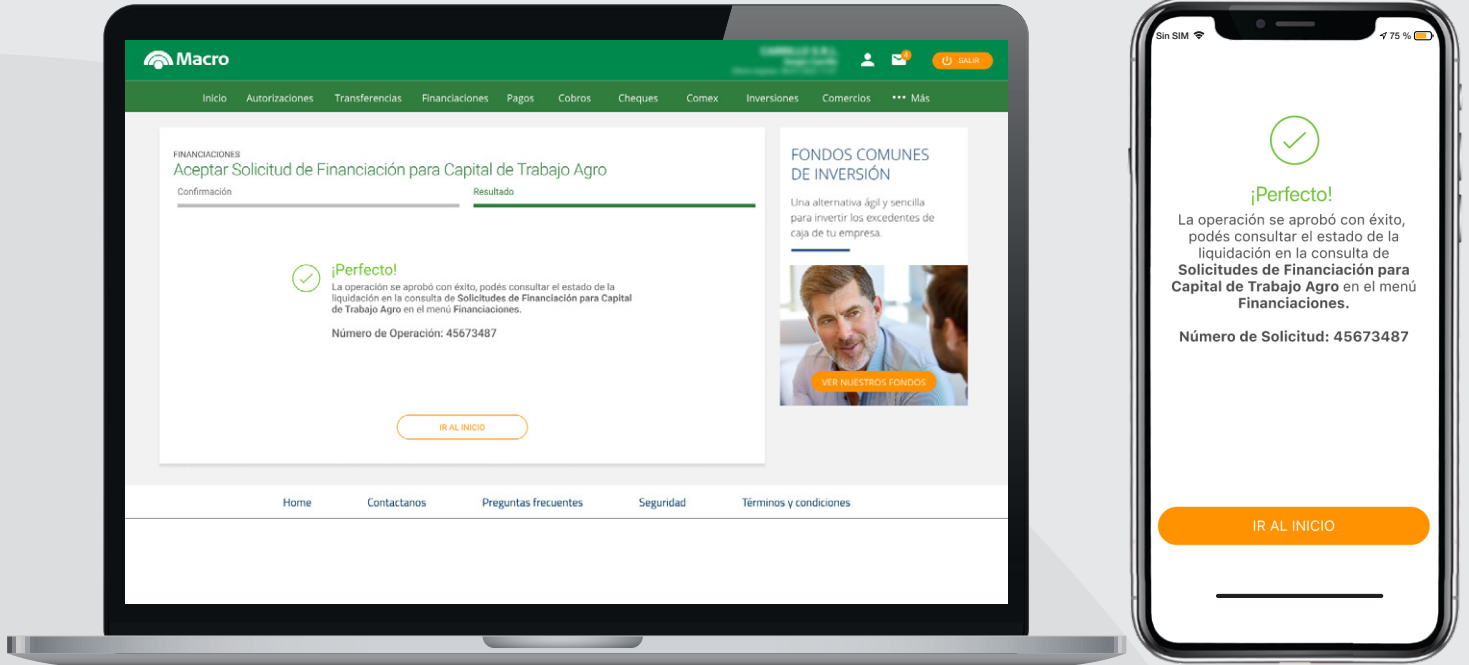 Macro
SALIR
Inicio Autorizaciones Transferencias Financiaciones Pagos Cobros Cheques Comex Inversiones Comercios ••• Más
FINANCIACIONES
Aceptar Solicitud de Financiación para Capital de Trabajo Agro
Confirmación Resultado
¡Perfecto!
La operación se aprobó con éxito, podés consultar el estado de la
liquidación en la consulta de Solicitudes de Financiación para Capital
de Trabajo Agro en el menú Financiaciones.
Número de Operación: 45673487
IR AL INICIO
FONDOS COMUNES
DE INVERSIÓN
Una alternativa ágil y sencilla
para invertir los excedentes de
caja de tu empresa.
VER NUESTROS FONDOS
Home Contactanos Preguntas frecuentes Seguridad Términos y condiciones
Sin SIM 75 %
¡Perfecto!
La operación se aprobó con éxito,
podés consultar el estado de la
liquidación en la consulta de
Solicitudes de Financiación para
Capital de Trabajo Agro en el menú
Financiaciones.
Número de Solicitud: 45673487
IR AL INICIO